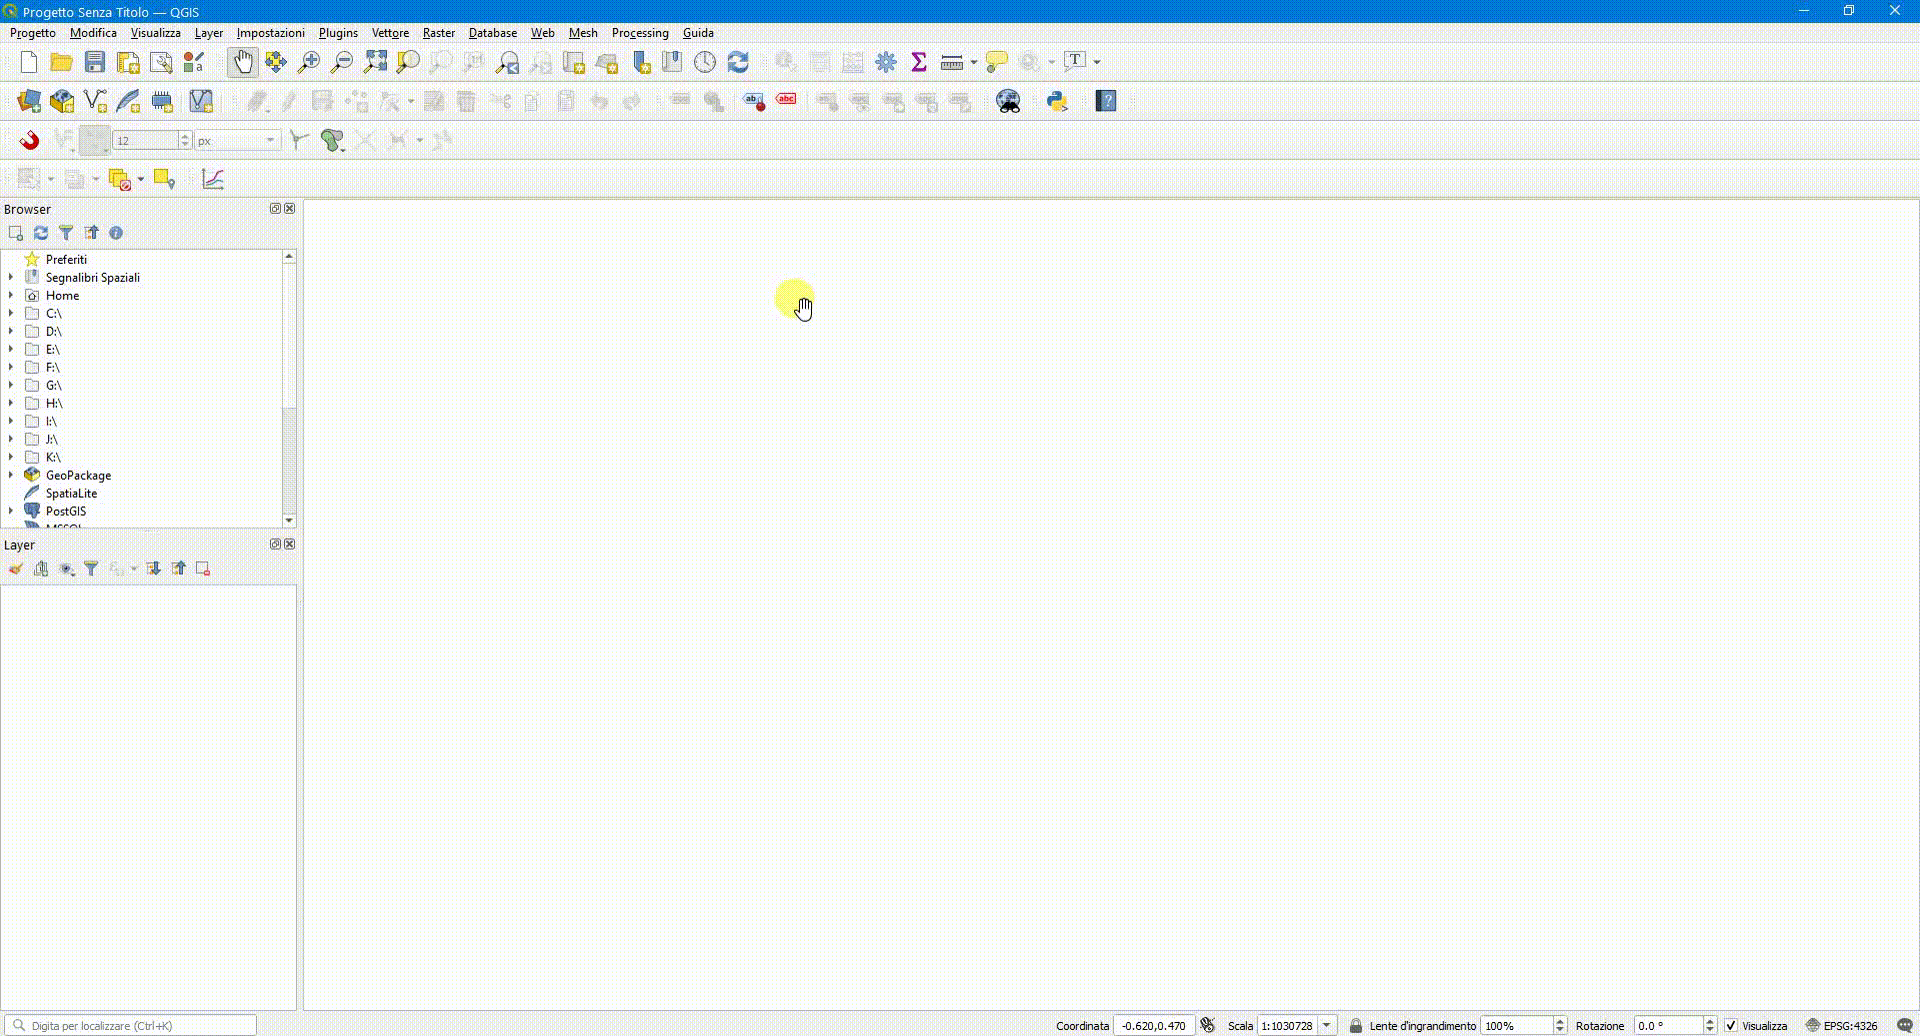 Progetto Senza Titolo — QGIS
Progetto Modifica Visualizza Layer Impostazioni Plugins Vettore Raster Database Web Mesh Processing Guida
12 px
Browser
Preferiti
Segnalibri Spaziali
Home
C:\
D:\
E:\
F:\
G:\
H:\
I:\
J:\
K:\
GeoPackage
SpatiaLite
PostGIS
MSSQL
Layer
Digita per localizzare (Ctrl+K)
Coordinata -0.620,0.470 Scala 1:1030728 Lente d'ingrandimento 100% Rotazione 0.0 ° Visualizza EPSG:4326